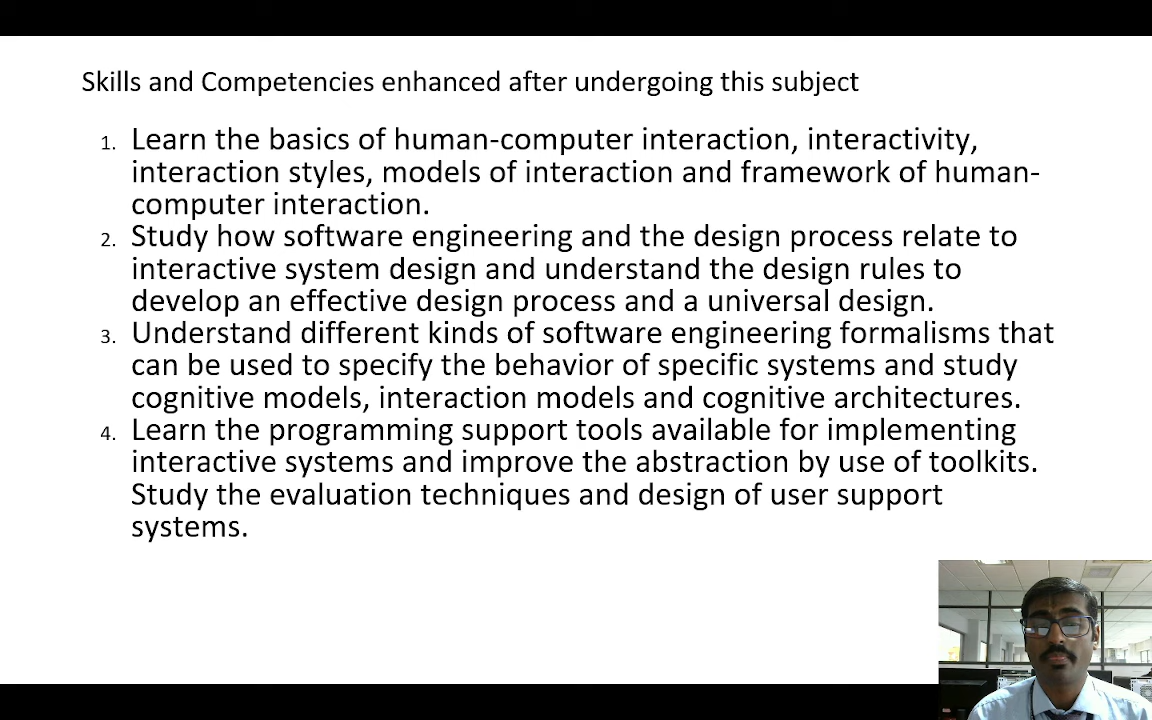 Skills and Competencies enhanced after undergoing this subject
1. Learn the basics of human-computer interaction, interactivity,
interaction styles, models of interaction and framework of human-
computer interaction.
2. Study how software engineering and the design process relate to
interactive system design and understand the design rules to
develop an effective design process and a universal design.
3. Understand different kinds of software engineering formalisms that
can be used to specify the behavior of specific systems and study
cognitive models, interaction models and cognitive architectures.
4. Learn the programming support tools available for implementing
interactive systems and improve the abstraction by use of toolkits.
Study the evaluation techniques and design of user support
systems.